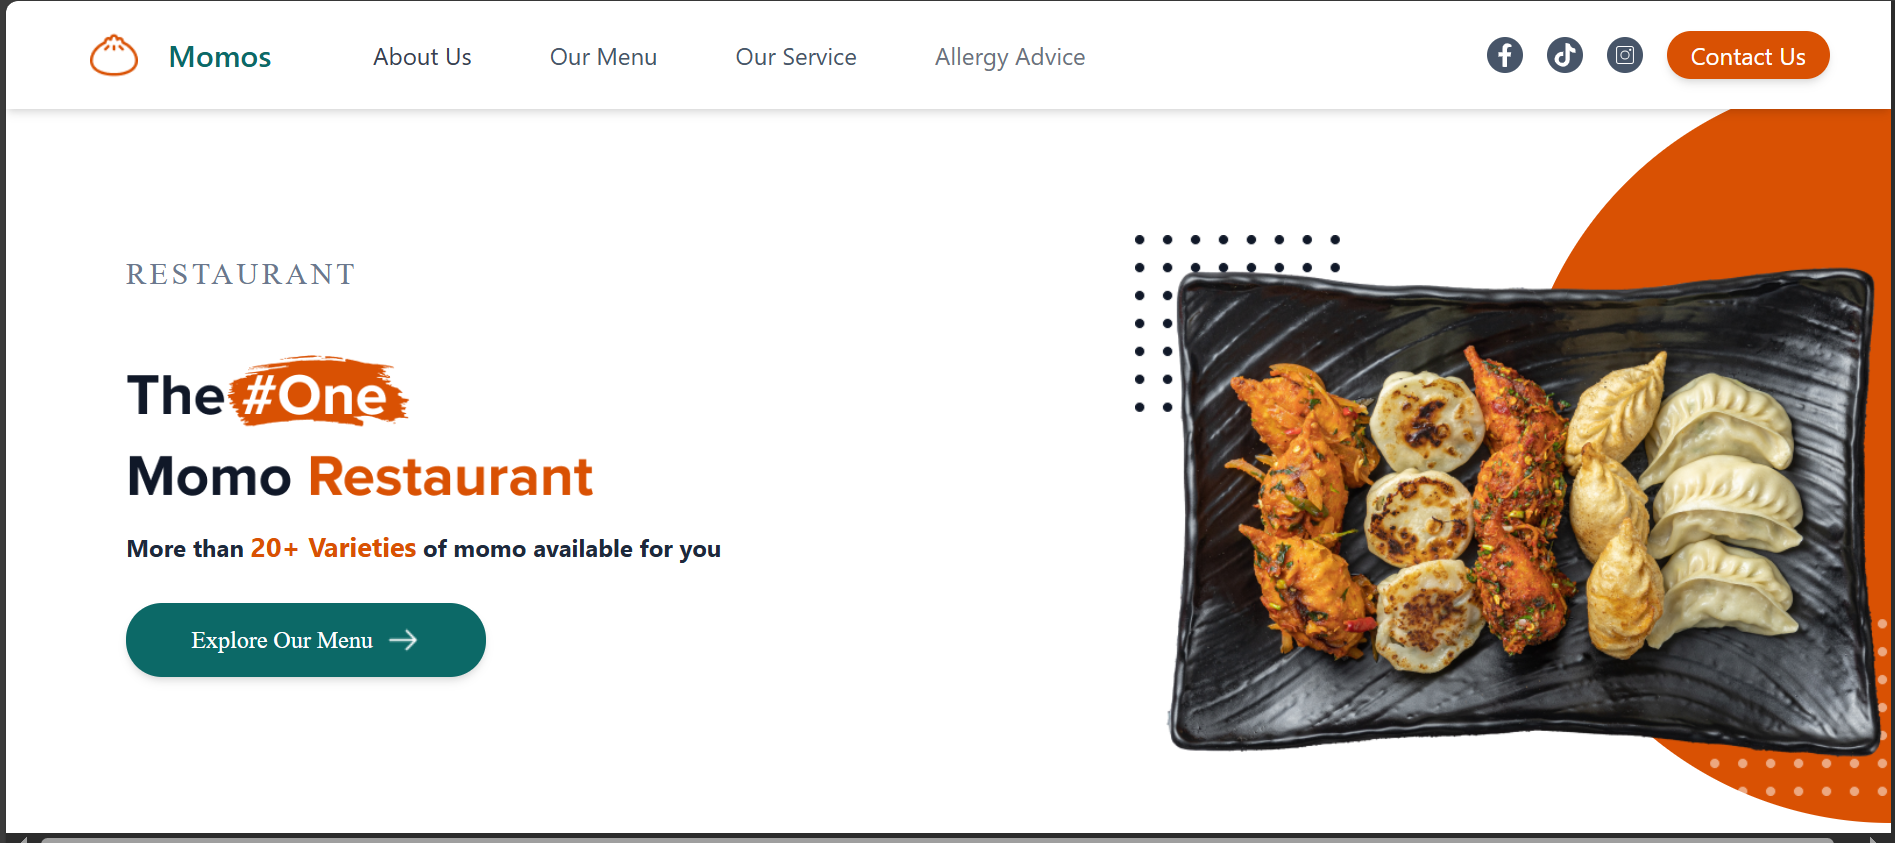 Momos
About Us
Our Menu
Our Service
Allergy Advice
Contact Us
RESTAURANT
The #One
Momo Restaurant
More than 20+ Varieties of momo available for you
Explore Our Menu